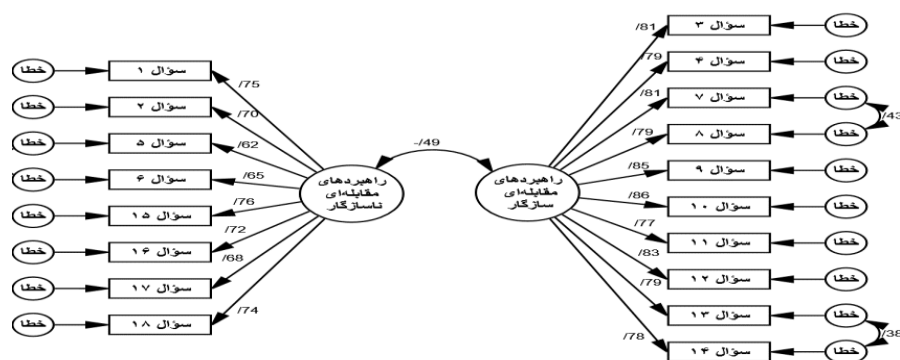 خطا
سؤال ۳
/81
خطا
سؤال ۴
/79
خطا
سؤال ۷
/81
/43
خطا
سؤال ۸
/79
خطا
سؤال ۹
/85
خطا
سؤال ۱۰
/86
خطا
سؤال ۱۱
/77
خطا
سؤال ۱۲
/83
خطا
سؤال ۱۳
/79
/38
خطا
سؤال ۱۴
/78
راهبردهای
مقابله‌ای
سازگار
-/49
راهبردهای
مقابله‌ای
ناسازگار
/75
سؤال ۱
خطا
/70
سؤال ۲
خطا
/62
سؤال ۵
خطا
/65
سؤال ۶
خطا
/76
سؤال ۱۵
خطا
/72
سؤال ۱۶
خطا
/68
سؤال ۱۷
خطا
/74
سؤال ۱۸
خطا